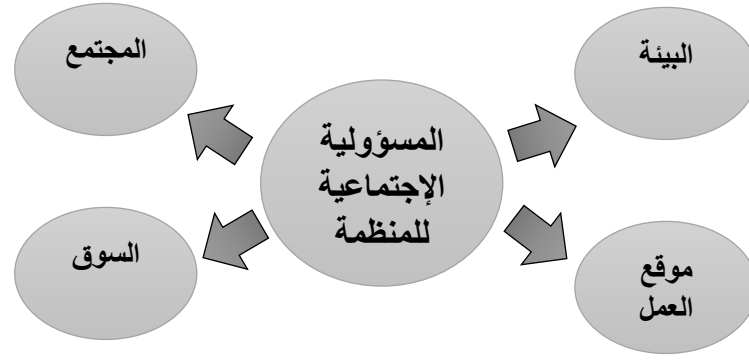 البيئة
المجتمع
المسؤولية
الإجتماعية
للمنظمة
موقع
العمل
السوق